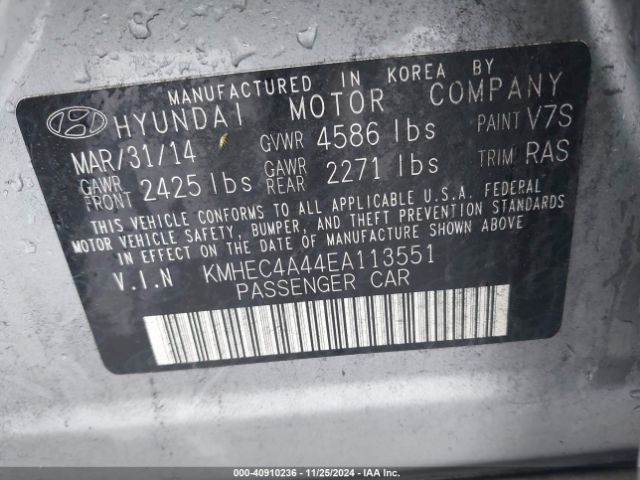 MANUFACTURED IN KOREA BY
HYUNDAI MOTOR COMPANY
MAR/31/14 GVWR 4586 lbs PAINT V7S
GAWR FRONT 2425 lbs GAWR REAR 2271 lbs TRIM RAS
THIS VEHICLE CONFORMS TO ALL APPLICABLE U.S.A. FEDERAL
MOTOR VEHICLE SAFETY, BUMPER, AND THEFT PREVENTION STANDARDS
IN EFFECT ON THE DATE OF MANUFACTURE SHOWN ABOVE
V.I.N KMHEC4A44EA113551
PASSENGER CAR
000-40910236 - 11/25/2024 - IAA Inc.